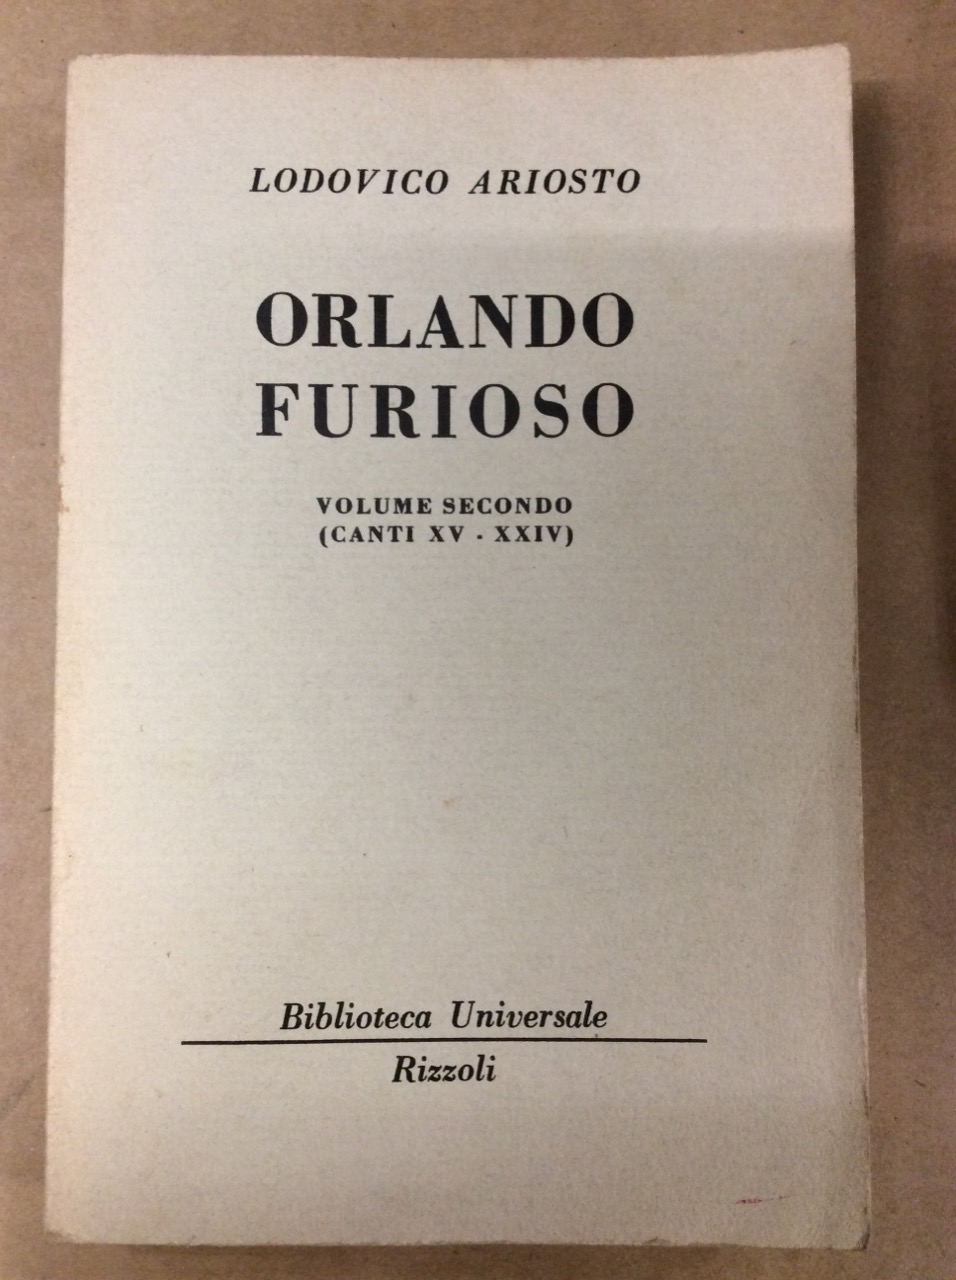 LODOVICO ARIOSTO
ORLANDO
FURIOSO
VOLUME SECONDO
(CANTI XV - XXIV)
Biblioteca Universale
Rizzoli